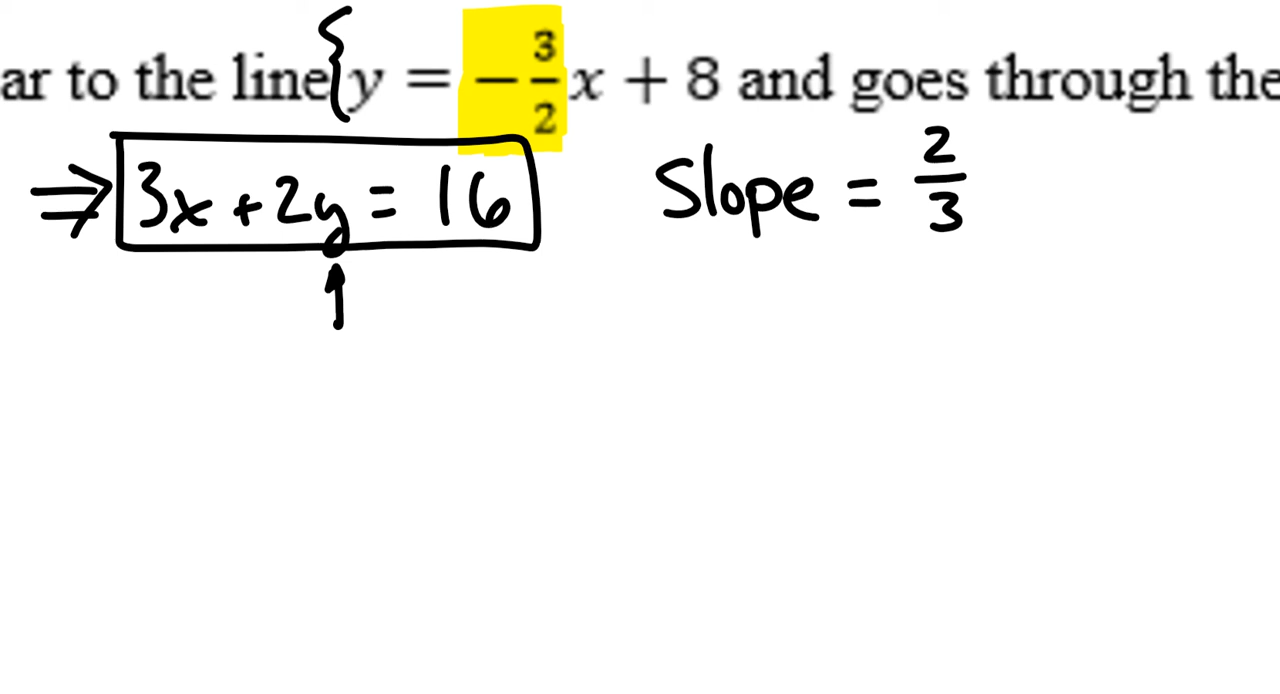 ar to the line { y = -3/2 x + 8 and goes through the
⇒ 3x + 2y = 16 Slope = 2/3